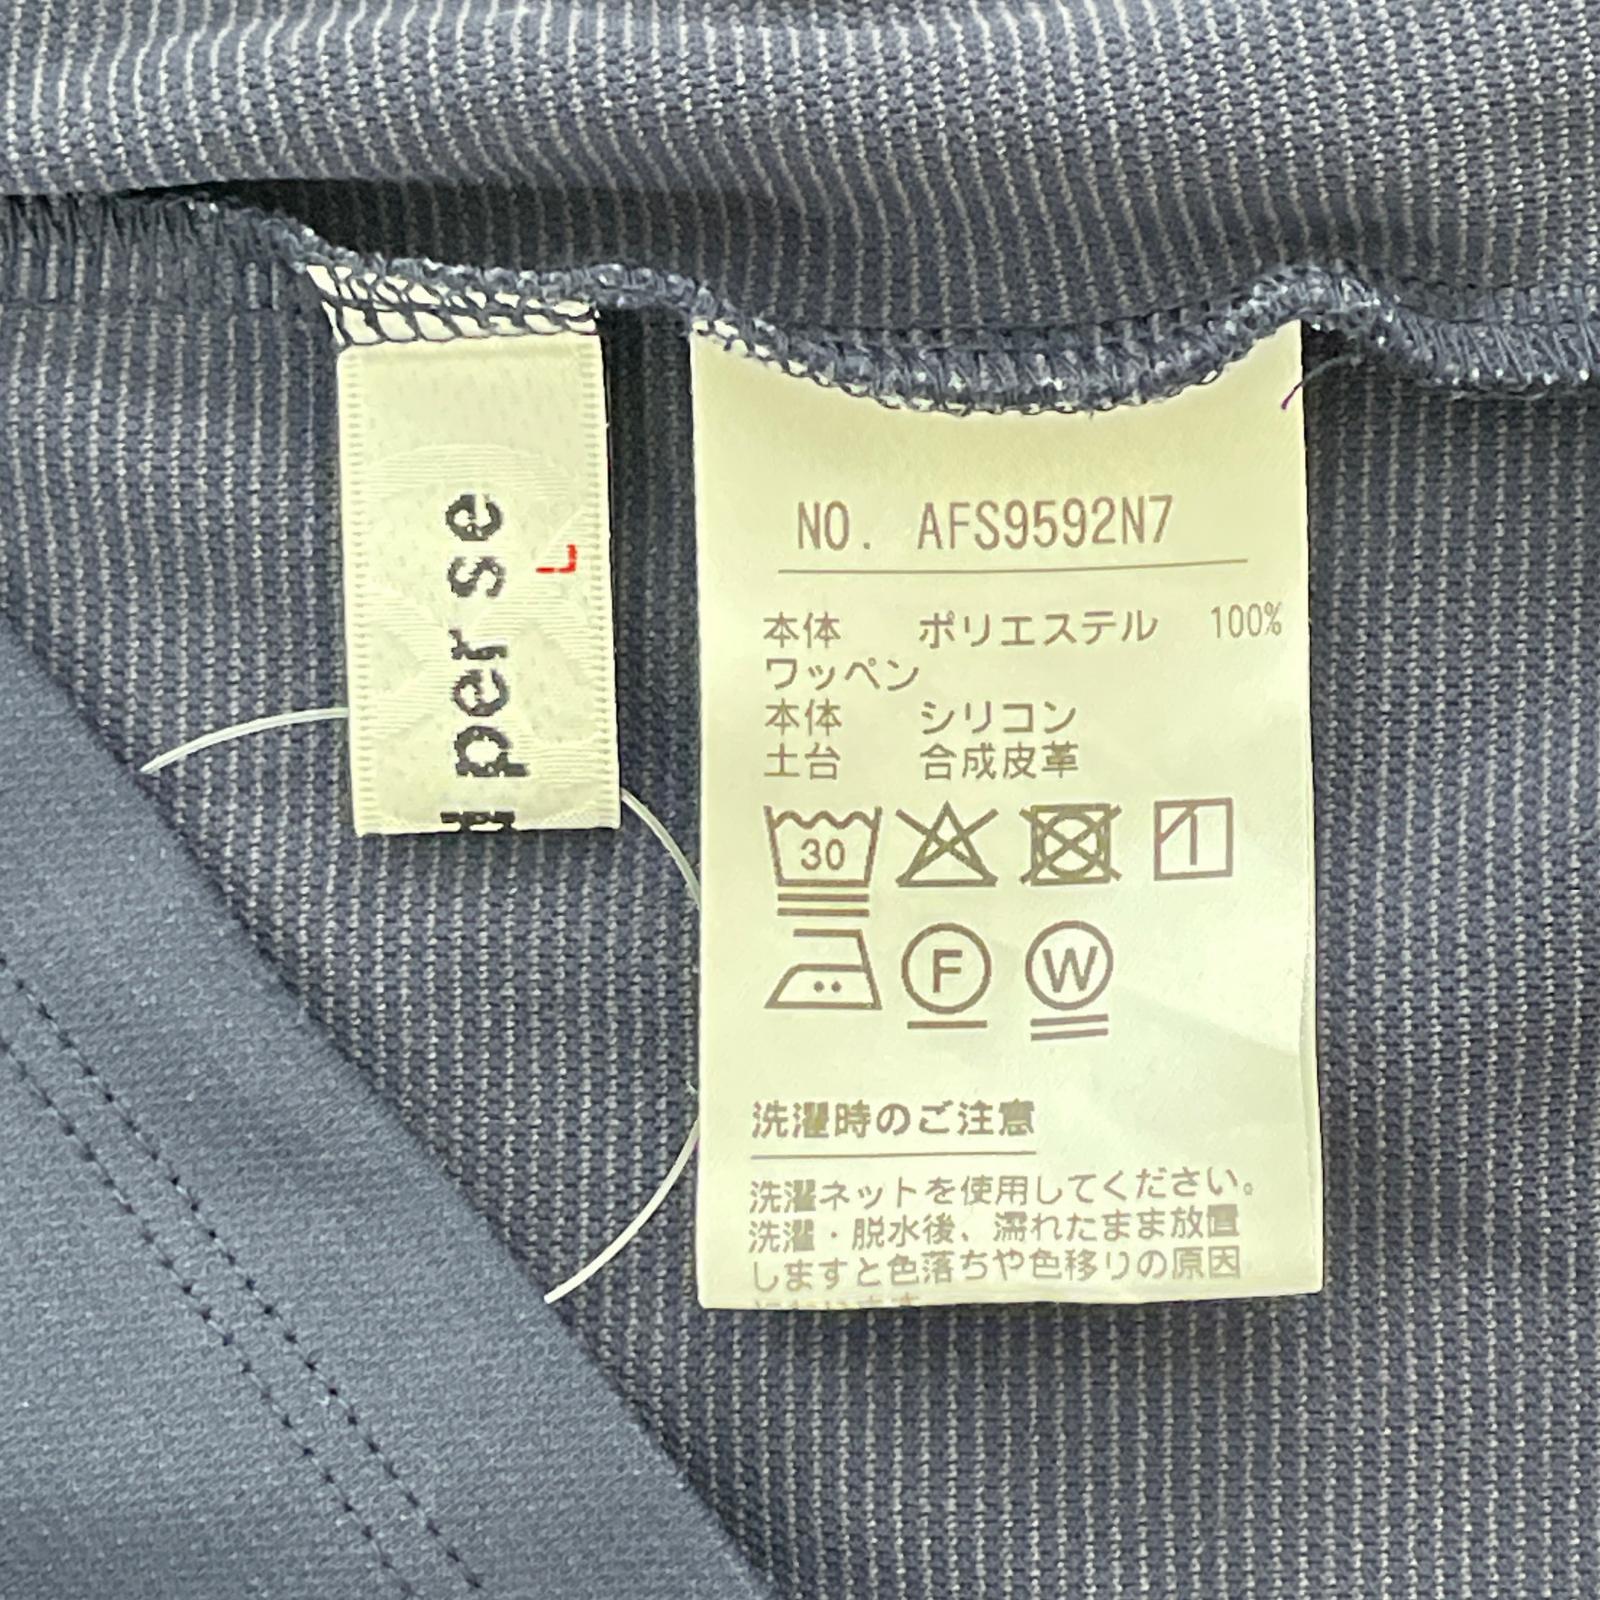 per se
L
NO. AFS9592N7
本体 ポリエステル 100%
ワッペン
本体 シリコン
土台 合成皮革
30
F
W
洗濯時のご注意
洗濯ネットを使用してください。
洗濯・脱水後、濡れたまま放置
しますと色落ちや色移りの原因